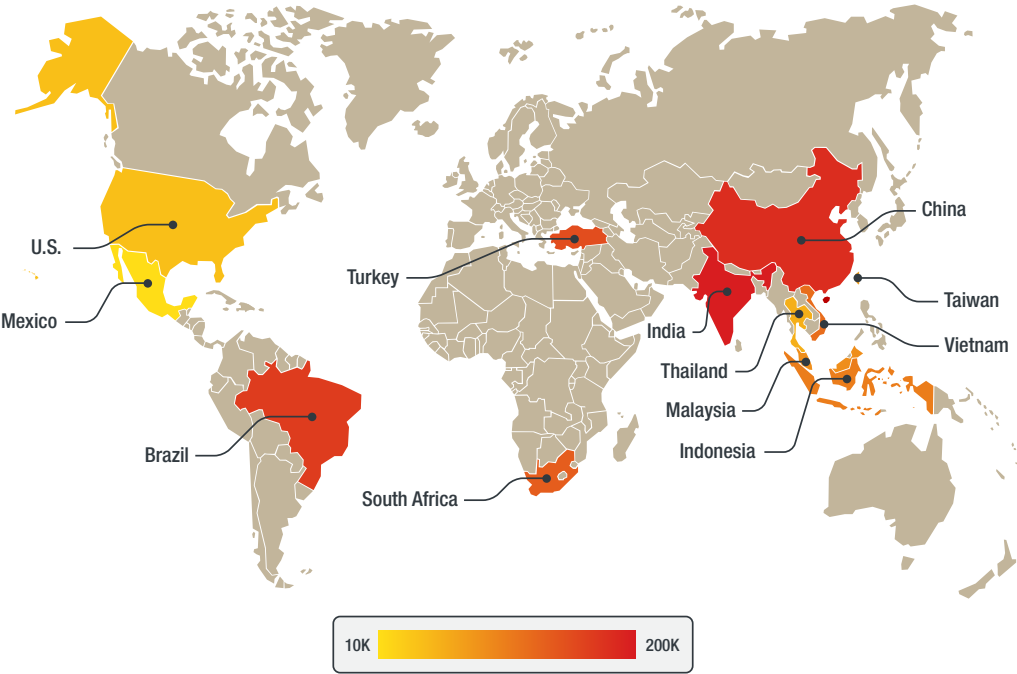 China
U.S.
Turkey
Taiwan
Mexico
India
Vietnam
Thailand
Malaysia
Indonesia
Brazil
South Africa
10K
200K